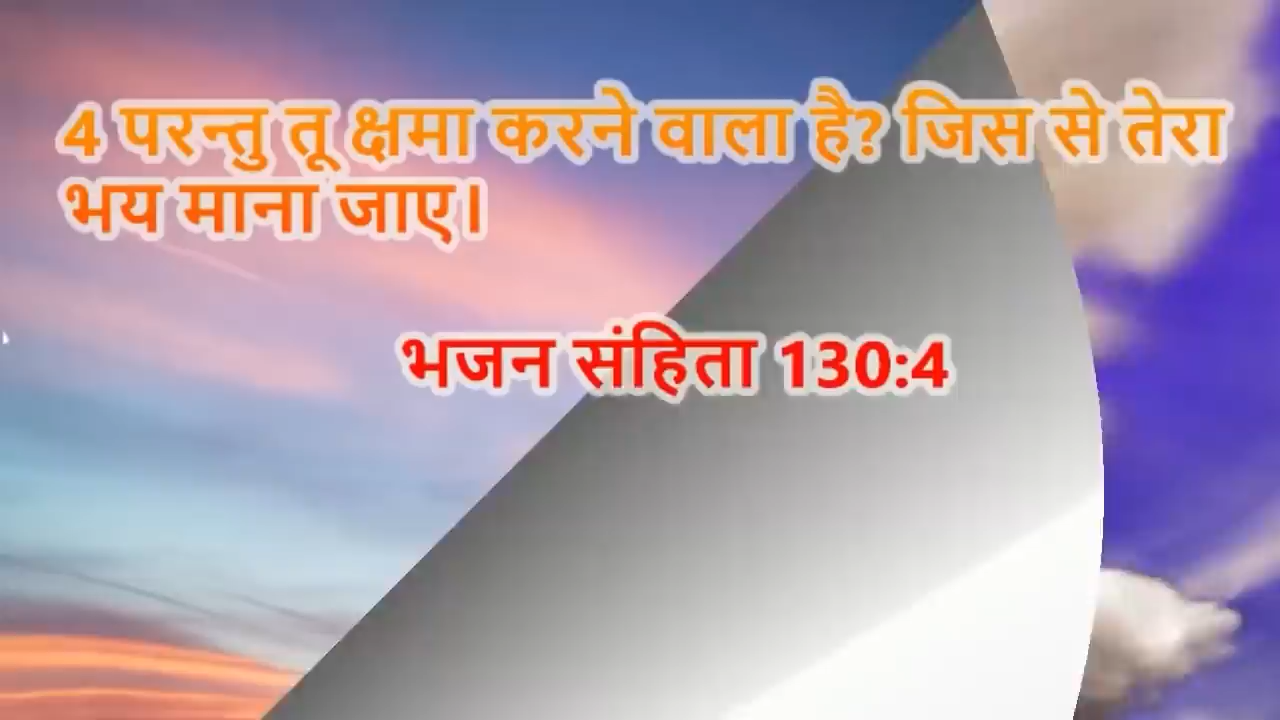 4 परन्तु तू क्षमा करने वाला है? जिस से तेरा
भय माना जाए।
भजन संहिता 130:4